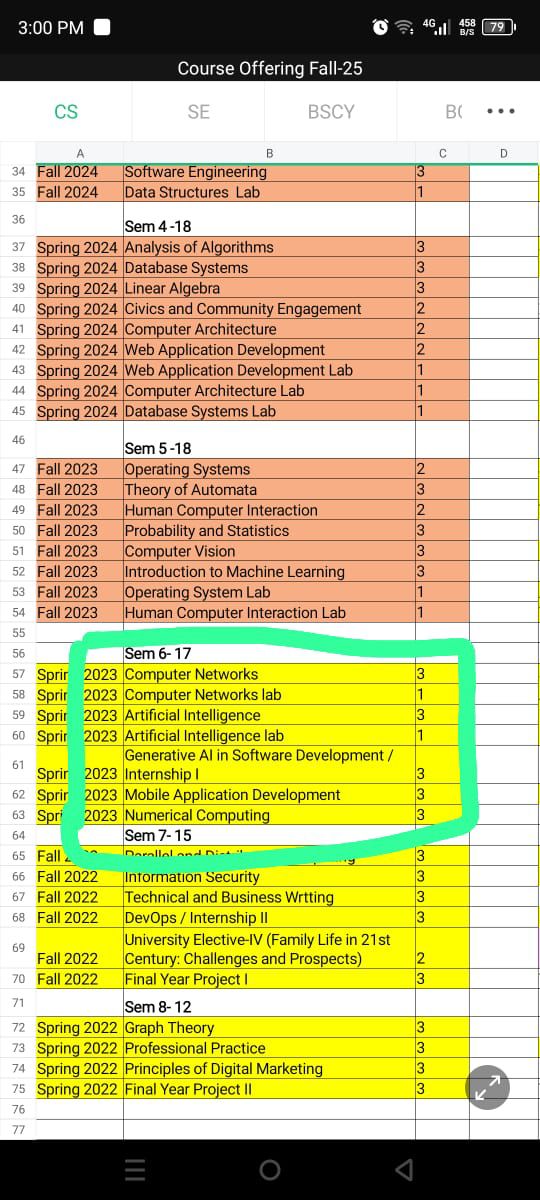 3:00 PM 4G 458 B/S 79
Course Offering Fall-25
CS SE BSCY
A B C D
34 Fall 2024 Software Engineering 3
35 Fall 2024 Data Structures Lab 1
36 Sem 4 -18
37 Spring 2024 Analysis of Algorithms 3
38 Spring 2024 Database Systems 3
39 Spring 2024 Linear Algebra 3
40 Spring 2024 Civics and Community Engagement 2
41 Spring 2024 Computer Architecture 2
42 Spring 2024 Web Application Development 2
43 Spring 2024 Web Application Development Lab 1
44 Spring 2024 Computer Architecture Lab 1
45 Spring 2024 Database Systems Lab 1
46 Sem 5 -18
47 Fall 2023 Operating Systems 2
48 Fall 2023 Theory of Automata 3
49 Fall 2023 Human Computer Interaction 2
50 Fall 2023 Probability and Statistics 3
51 Fall 2023 Computer Vision 3
52 Fall 2023 Introduction to Machine Learning 3
53 Fall 2023 Operating System Lab 1
54 Fall 2023 Human Computer Interaction Lab 1
55
56 Sem 6- 17
57 2023 Computer Networks 3
58 2023 Computer Networks lab 1
59 2023 Artificial Intelligence 3
60 2023 Artificial Intelligence lab 1
Generative AI in Software Development /
61 2023 Internship I 3
62 2023 Mobile Application Development 3
63 2023 Numerical Computing 3
64 Sem 7- 15
65 Fall 3
66 Fall 2022 Information Security 3
67 Fall 2022 Technical and Business Wrtting 3
68 Fall 2022 DevOps / Internship II 3
University Elective-IV (Family Life in 21st
69 Fall 2022 Century: Challenges and Prospects) 2
70 Fall 2022 Final Year Project I 3
71 Sem 8- 12
72 Spring 2022 Graph Theory 3
73 Spring 2022 Professional Practice 3
74 Spring 2022 Principles of Digital Marketing 3
75 Spring 2022 Final Year Project II 3
76
77